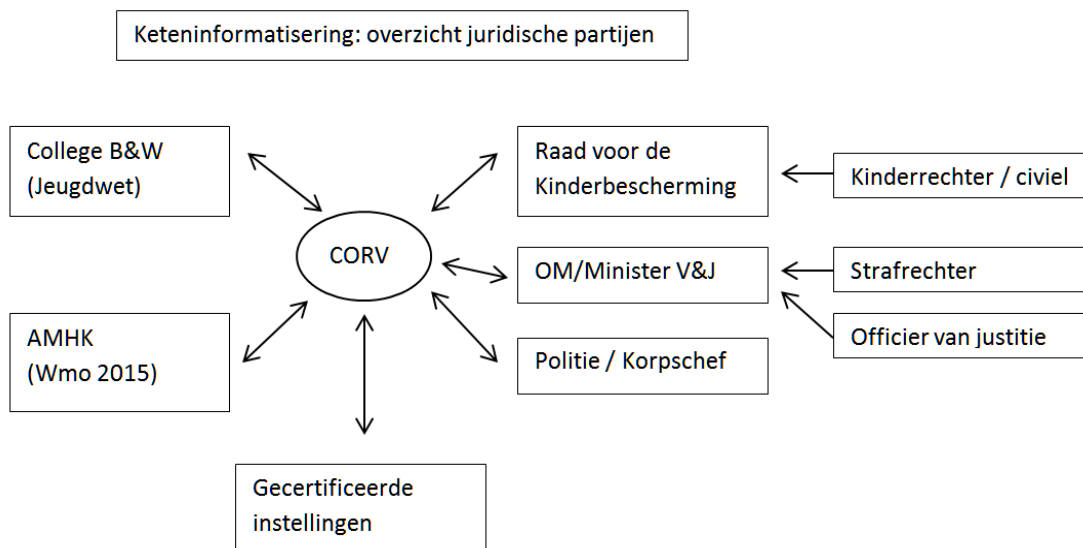 Keteninformatisering: overzicht juridische partijen
College B&W
(Jeugdwet)
Raad voor de
Kinderbescherming
Kinderrechter / civiel
CORV
OM/Minister V&J
Strafrechter
AMHK
(Wmo 2015)
Officier van justitie
Politie / Korpschef
Gecertificeerde
instellingen